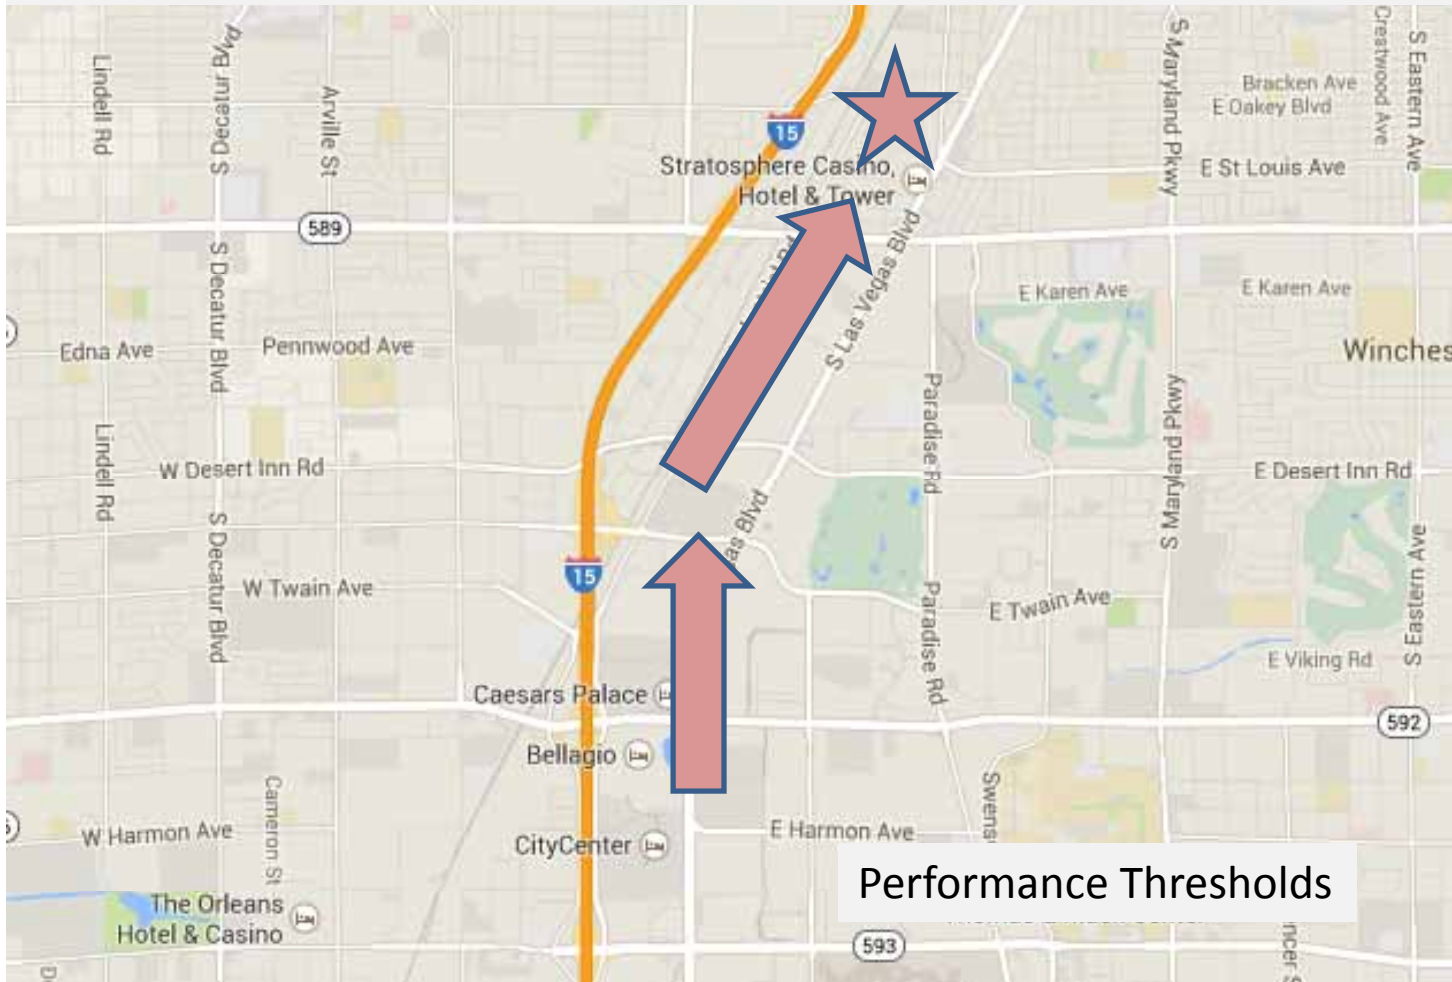 S Decatur Blvd
Lindell Rd
Arville St
15
S Maryland Pkwy
Crestwood Ave
S Eastern Ave
Bracken Ave
E Oakey Blvd
Stratosphere Casino,
Hotel & Tower
E St Louis Ave
589
S Decatur Blvd
S Las Vegas Blvd
E Karen Ave
E Karen Ave
Edna Ave
Pennwood Ave
Winches
Paradise Rd
S Maryland Pkwy
Lindell Rd
W Desert Inn Rd
E Desert Inn Rd
as Blvd
S Decatur Blvd
15
W Twain Ave
E Twain Ave
Paradise Rd
S Eastern Ave
E Viking Rd
Caesars Palace
592
Bellagio
Cameron St
Swens
W Harmon Ave
CityCenter
E Harmon Ave
Performance Thresholds
The Orleans
Hotel & Casino
593
ncer S